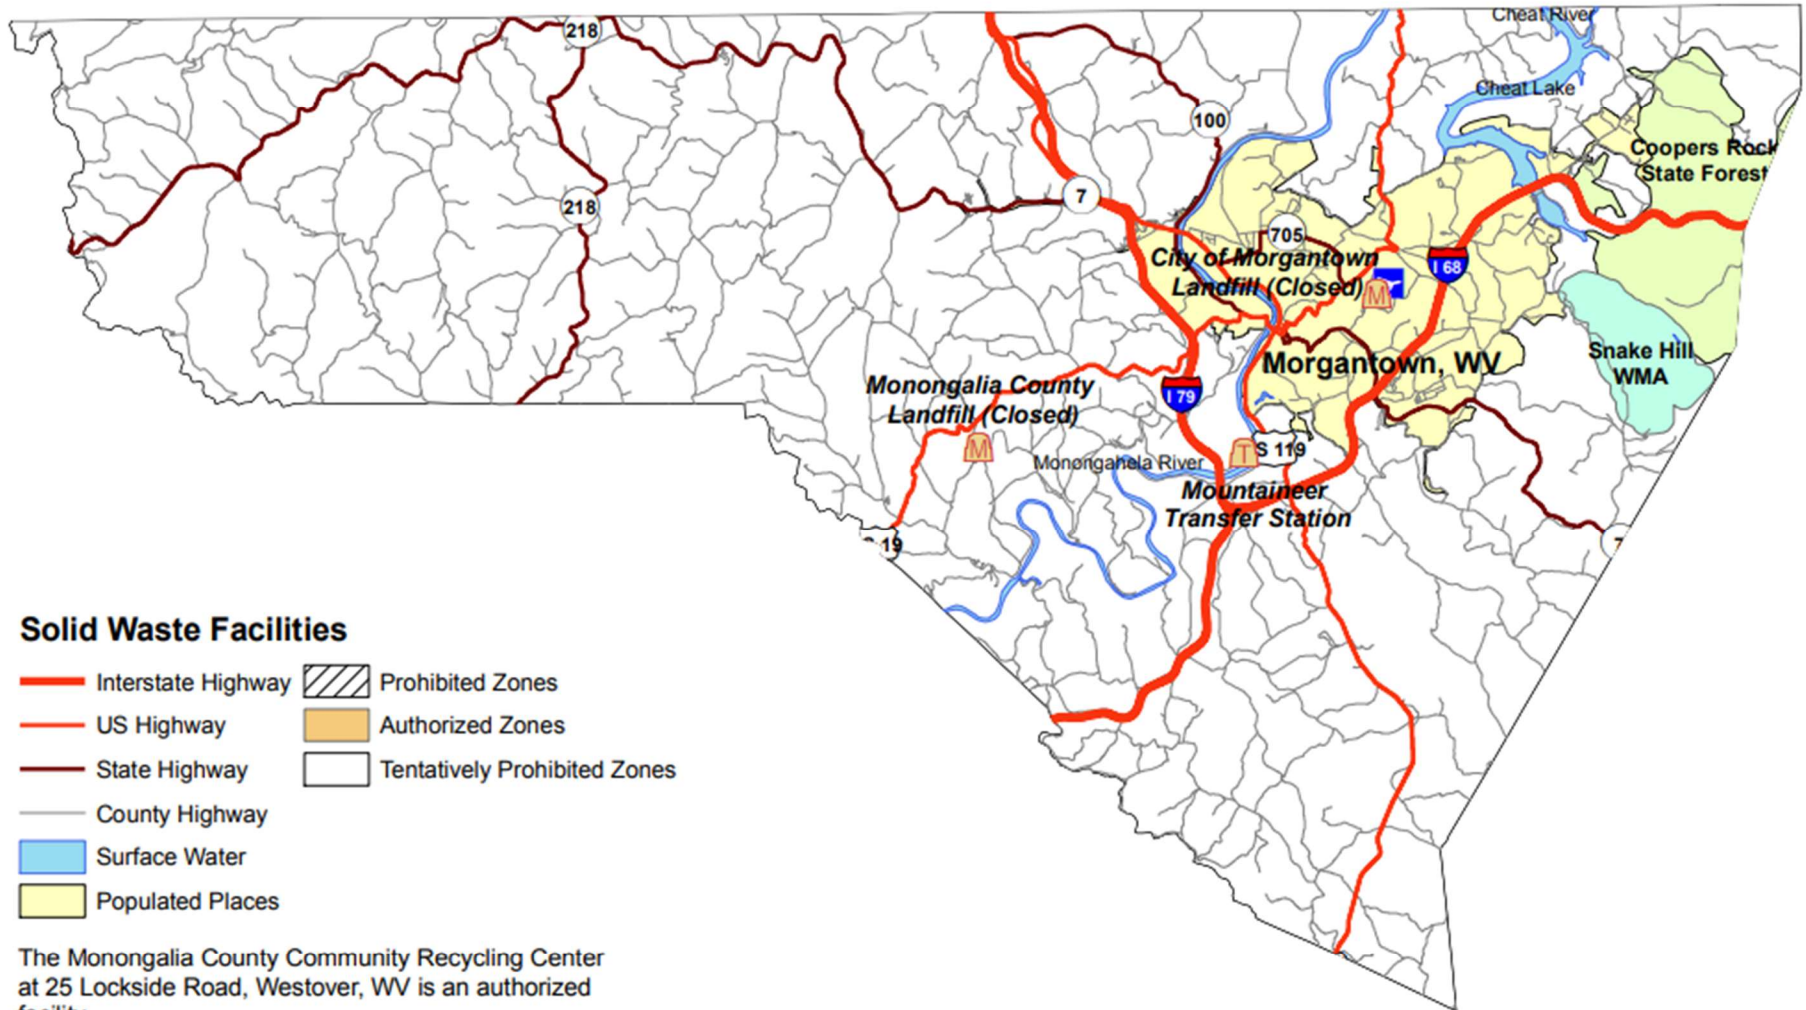 Cheat River
218
Cheat Lake
100
Coopers Rock
State Forest
7
218
705
City of Morgantown
Landfill (Closed)
M
I 68
Snake Hill
WMA
Morgantown, WV
Monongalia County
Landfill (Closed)
I 79
M
Monongahela River
T
S 119
Mountaineer
Transfer Station
19
7
Solid Waste Facilities
Interstate Highway
Prohibited Zones
US Highway
Authorized Zones
State Highway
Tentatively Prohibited Zones
County Highway
Surface Water
Populated Places
The Monongalia County Community Recycling Center
at 25 Lockside Road, Westover, WV is an authorized